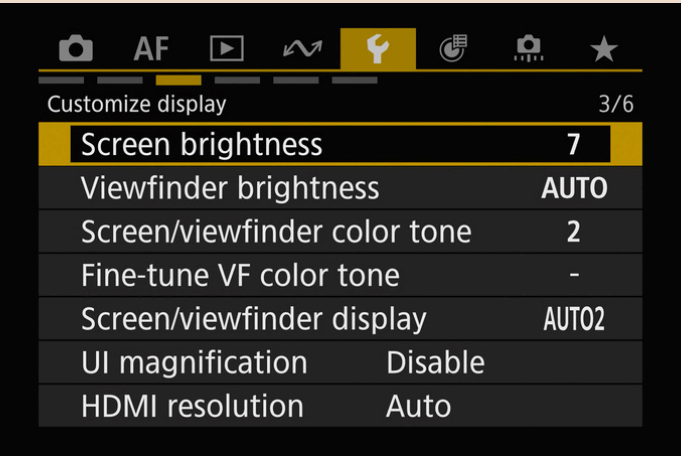 AF
Customize display 3/6
Screen brightness 7
Viewfinder brightness AUTO
Screen/viewfinder color tone 2
Fine-tune VF color tone -
Screen/viewfinder display AUTO2
UI magnification Disable
HDMI resolution Auto